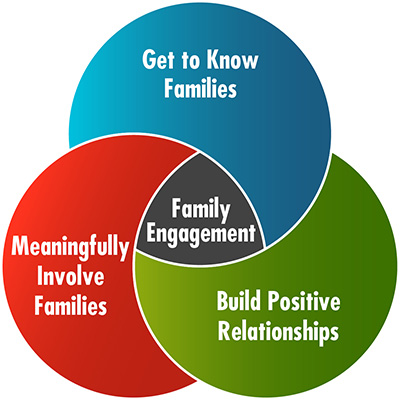 Get to Know
Families
Family
Engagement
Meaningfully
Involve
Families
Build Positive
Relationships